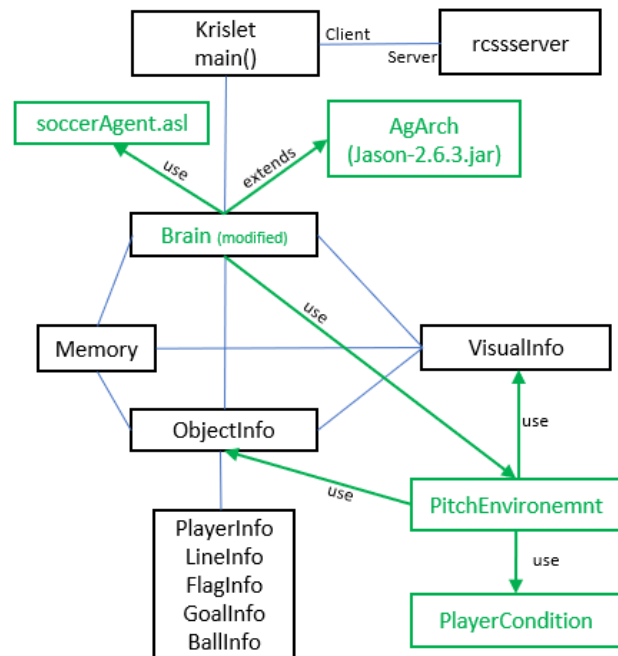 Krislet
main()
Client
Server
rcssserver
soccerAgent.asl
AgArch
(Jason-2.6.3.jar)
use
extends
Brain (modified)
use
Memory
VisualInfo
ObjectInfo
use
use
PitchEnvironemnt
PlayerInfo
LineInfo
FlagInfo
GoalInfo
BallInfo
use
PlayerCondition